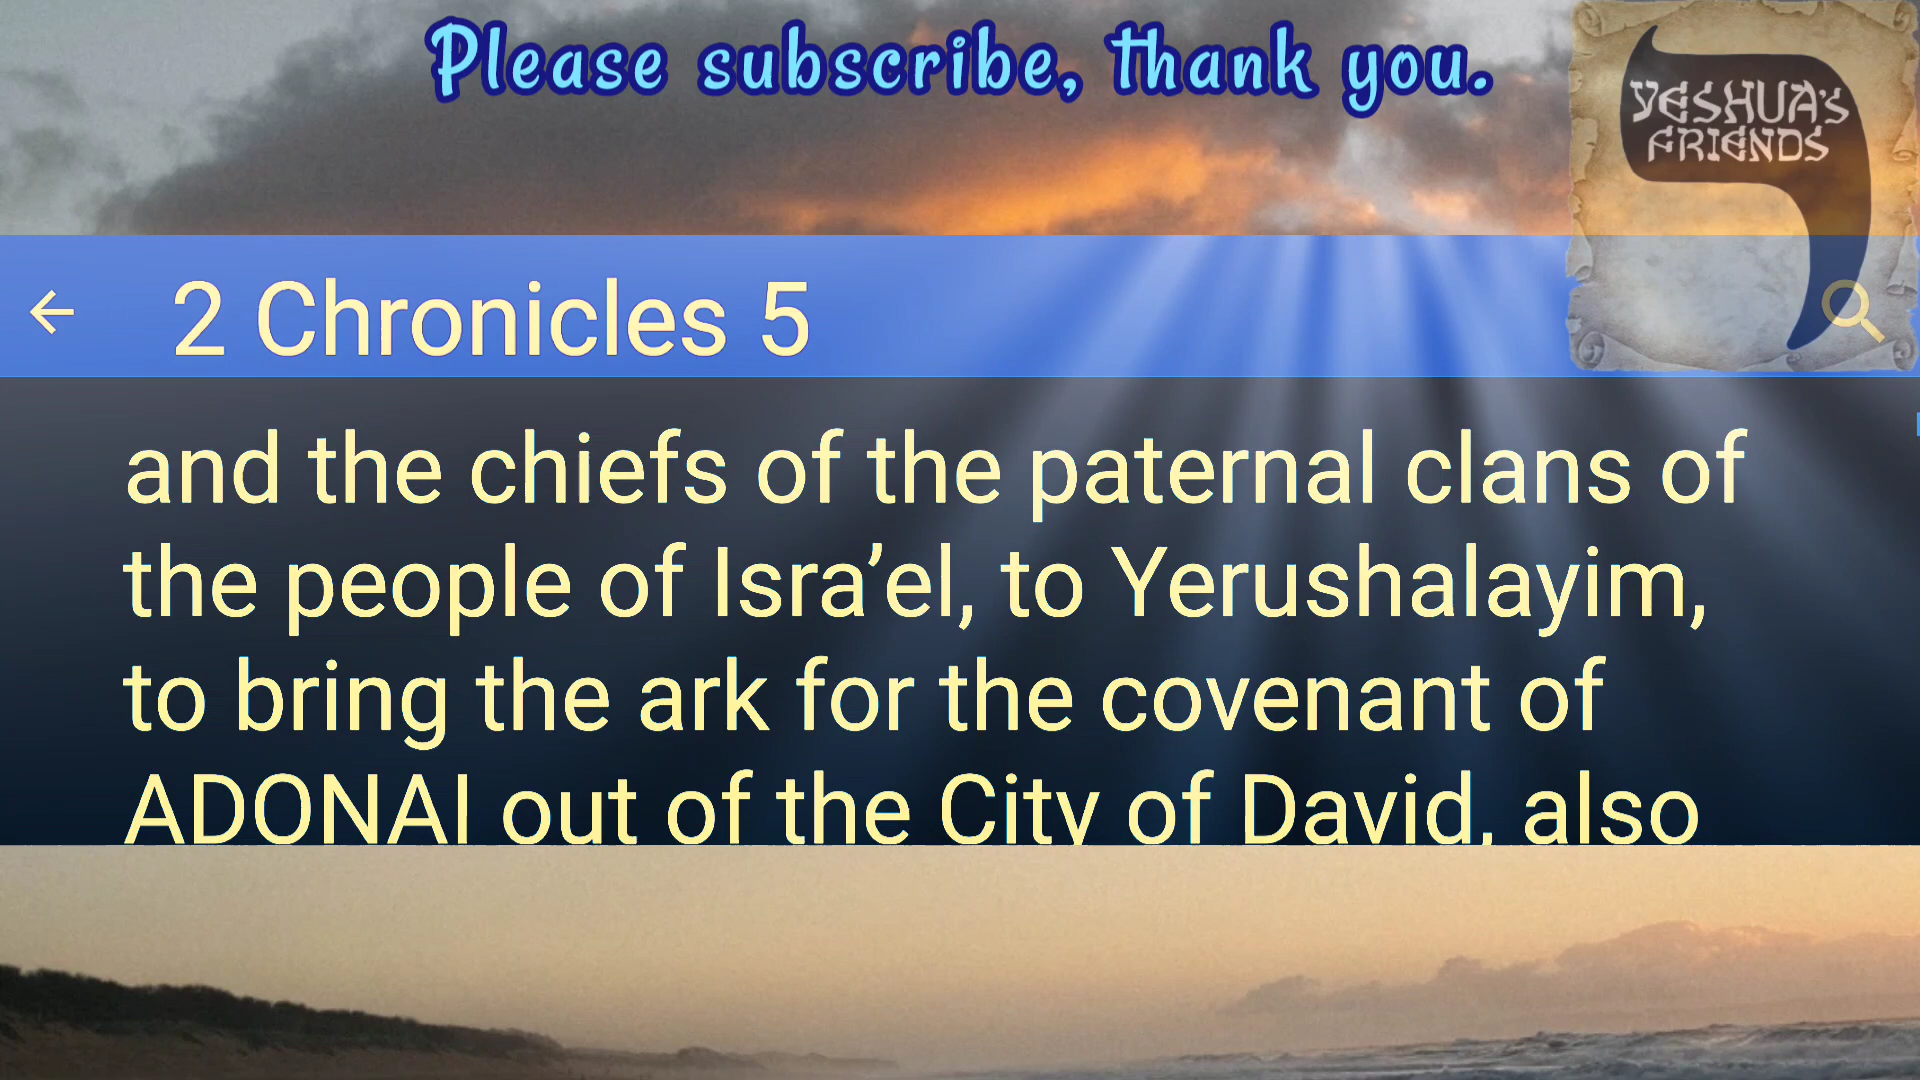 Please subscribe, thank you.
YESHUA'S
FRIENDS
2 Chronicles 5
and the chiefs of the paternal clans of
the people of Isra’el, to Yerushalayim,
to bring the ark for the covenant of
ADONAI out of the City of David, also